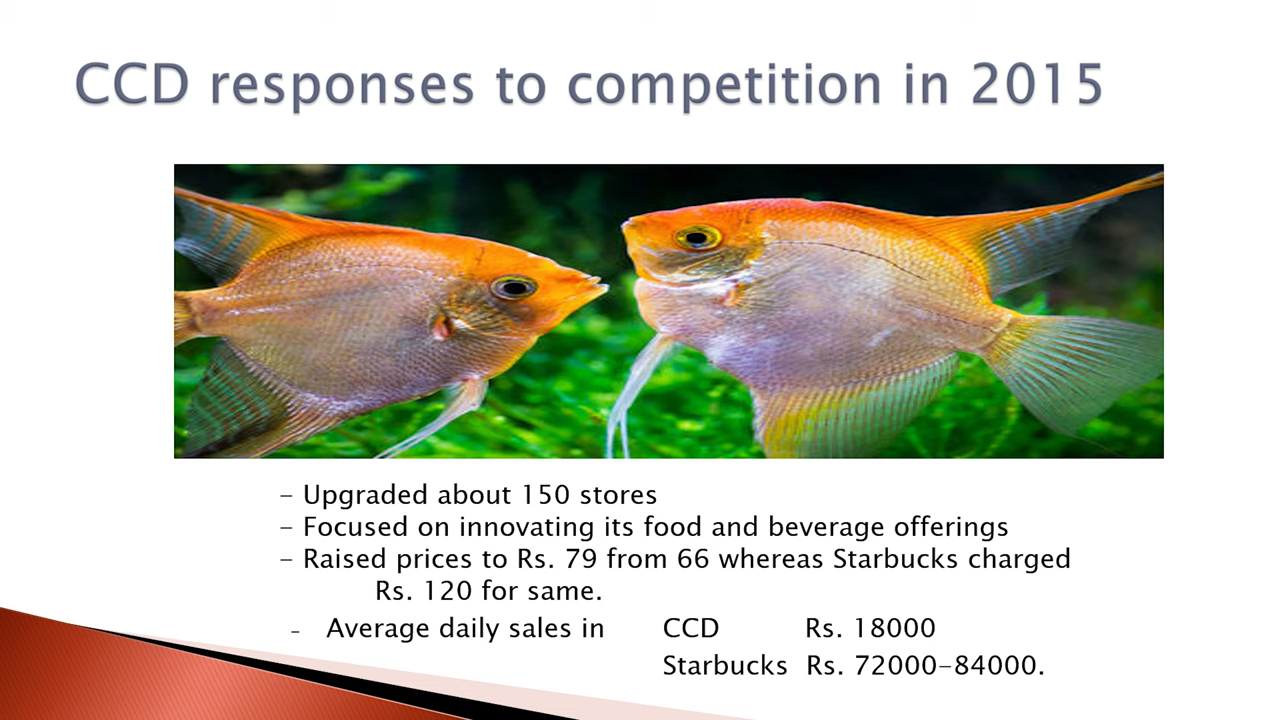 CCD responses to competition in 2015
- Upgraded about 150 stores
- Focused on innovating its food and beverage offerings
- Raised prices to Rs. 79 from 66 whereas Starbucks charged
Rs. 120 for same.
- Average daily sales in CCD Rs. 18000
Starbucks Rs. 72000-84000.